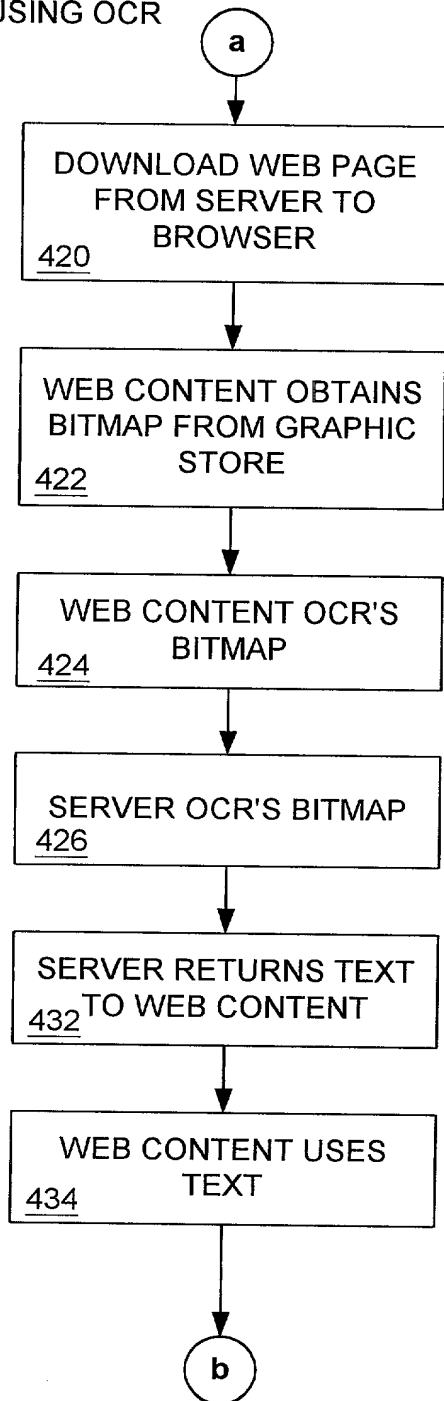 USING OCR
a
DOWNLOAD WEB PAGE
FROM SERVER TO
BROWSER
420
WEB CONTENT OBTAINS
BITMAP FROM GRAPHIC
STORE
422
WEB CONTENT OCR'S
BITMAP
424
SERVER OCR'S BITMAP
426
SERVER RETURNS TEXT
TO WEB CONTENT
432
WEB CONTENT USES
TEXT
434
b